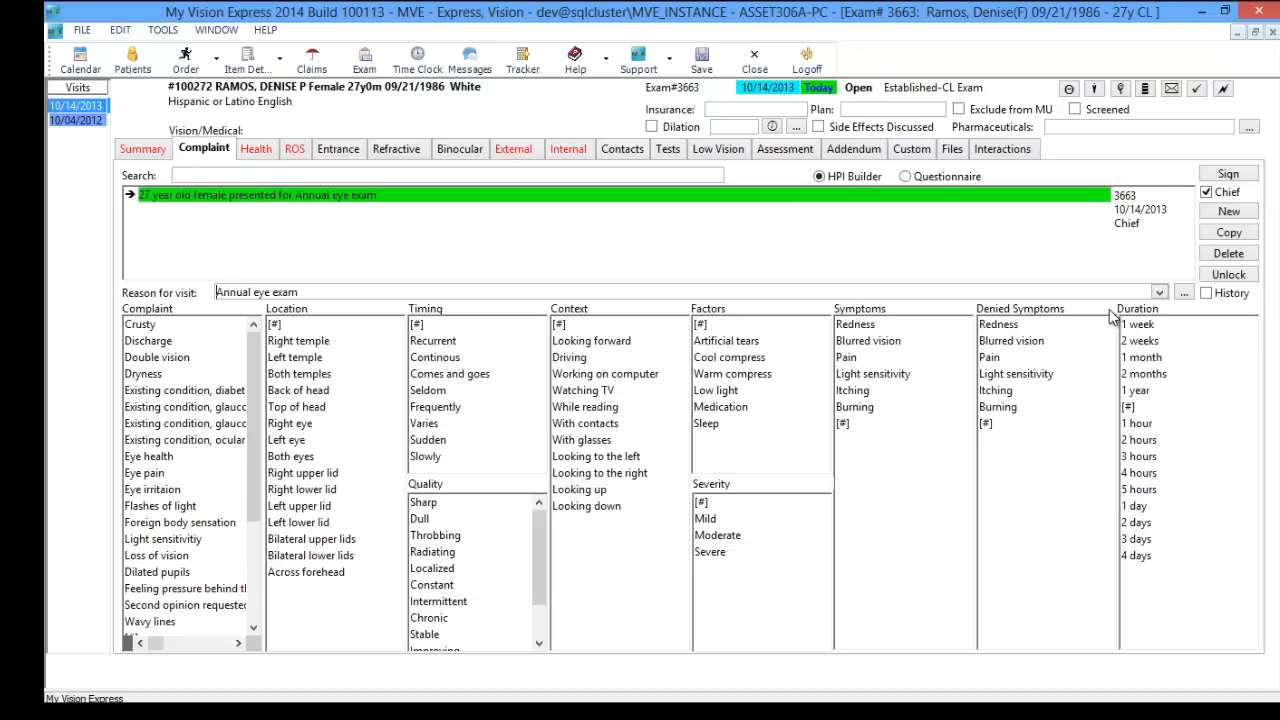 My Vision Express 2014 Build 100113 - MVE - Express, Vision - dev@sqlcluster\MVE_INSTANCE - ASSET306A-PC - [Exam# 3663: Ramos, Denise(F) 09/21/1986 - 27y CL ]
FILE EDIT TOOLS WINDOW HELP
Calendar Patients Order Item Det... Claims Exam Time Clock Messages Tracker Help Support Save Close Logoff
Visits
10/14/2013
10/04/2012
#100272 RAMOS, DENISE P Female 27y0m 09/21/1986 White
Hispanic or Latino English
Vision/Medical:
Exam#3663 10/14/2013 Today Open Established-CL Exam
Insurance: Plan: Exclude from MU Screened
Dilation ... Side Effects Discussed Pharmaceuticals: ...
Summary Complaint Health ROS Entrance Refractive Binocular External Internal Contacts Tests Low Vision Assessment Addendum Custom Files Interactions
Search: HPI Builder Questionnaire
27 year old female presented for Annual eye exam
3663
10/14/2013
Chief
Sign
Chief
New
Copy
Delete
Unlock
History
Reason for visit: Annual eye exam ...
Complaint
Crusty
Discharge
Double vision
Dryness
Existing condition, diabet
Existing condition, glaucc
Existing condition, glaucc
Existing condition, ocular
Eye health
Eye pain
Eye irritaion
Flashes of light
Foreign body sensation
Light sensitivitiy
Loss of vision
Dilated pupils
Feeling pressure behind tl
Second opinion requestec
Wavy lines
Location
[#]
Right temple
Left temple
Both temples
Back of head
Top of head
Right eye
Left eye
Both eyes
Right upper lid
Right lower lid
Left upper lid
Left lower lid
Bilateral upper lids
Bilateral lower lids
Across forehead
Timing
[#]
Recurrent
Continous
Comes and goes
Seldom
Frequently
Varies
Sudden
Slowly
Quality
Sharp
Dull
Throbbing
Radiating
Localized
Constant
Intermittent
Chronic
Stable
Improving
Context
[#]
Looking forward
Driving
Working on computer
Watching TV
While reading
With contacts
With glasses
Looking to the left
Looking to the right
Looking up
Looking down
Factors
[#]
Artificial tears
Cool compress
Warm compress
Low light
Medication
Sleep
Severity
[#]
Mild
Moderate
Severe
Symptoms
Redness
Blurred vision
Pain
Light sensitivity
Itching
Burning
[#]
Denied Symptoms
Redness
Blurred vision
Pain
Light sensitivity
Itching
Burning
[#]
Duration
1 week
2 weeks
1 month
2 months
1 year
[#]
1 hour
2 hours
3 hours
4 hours
5 hours
1 day
2 days
3 days
4 days
My Vision Express